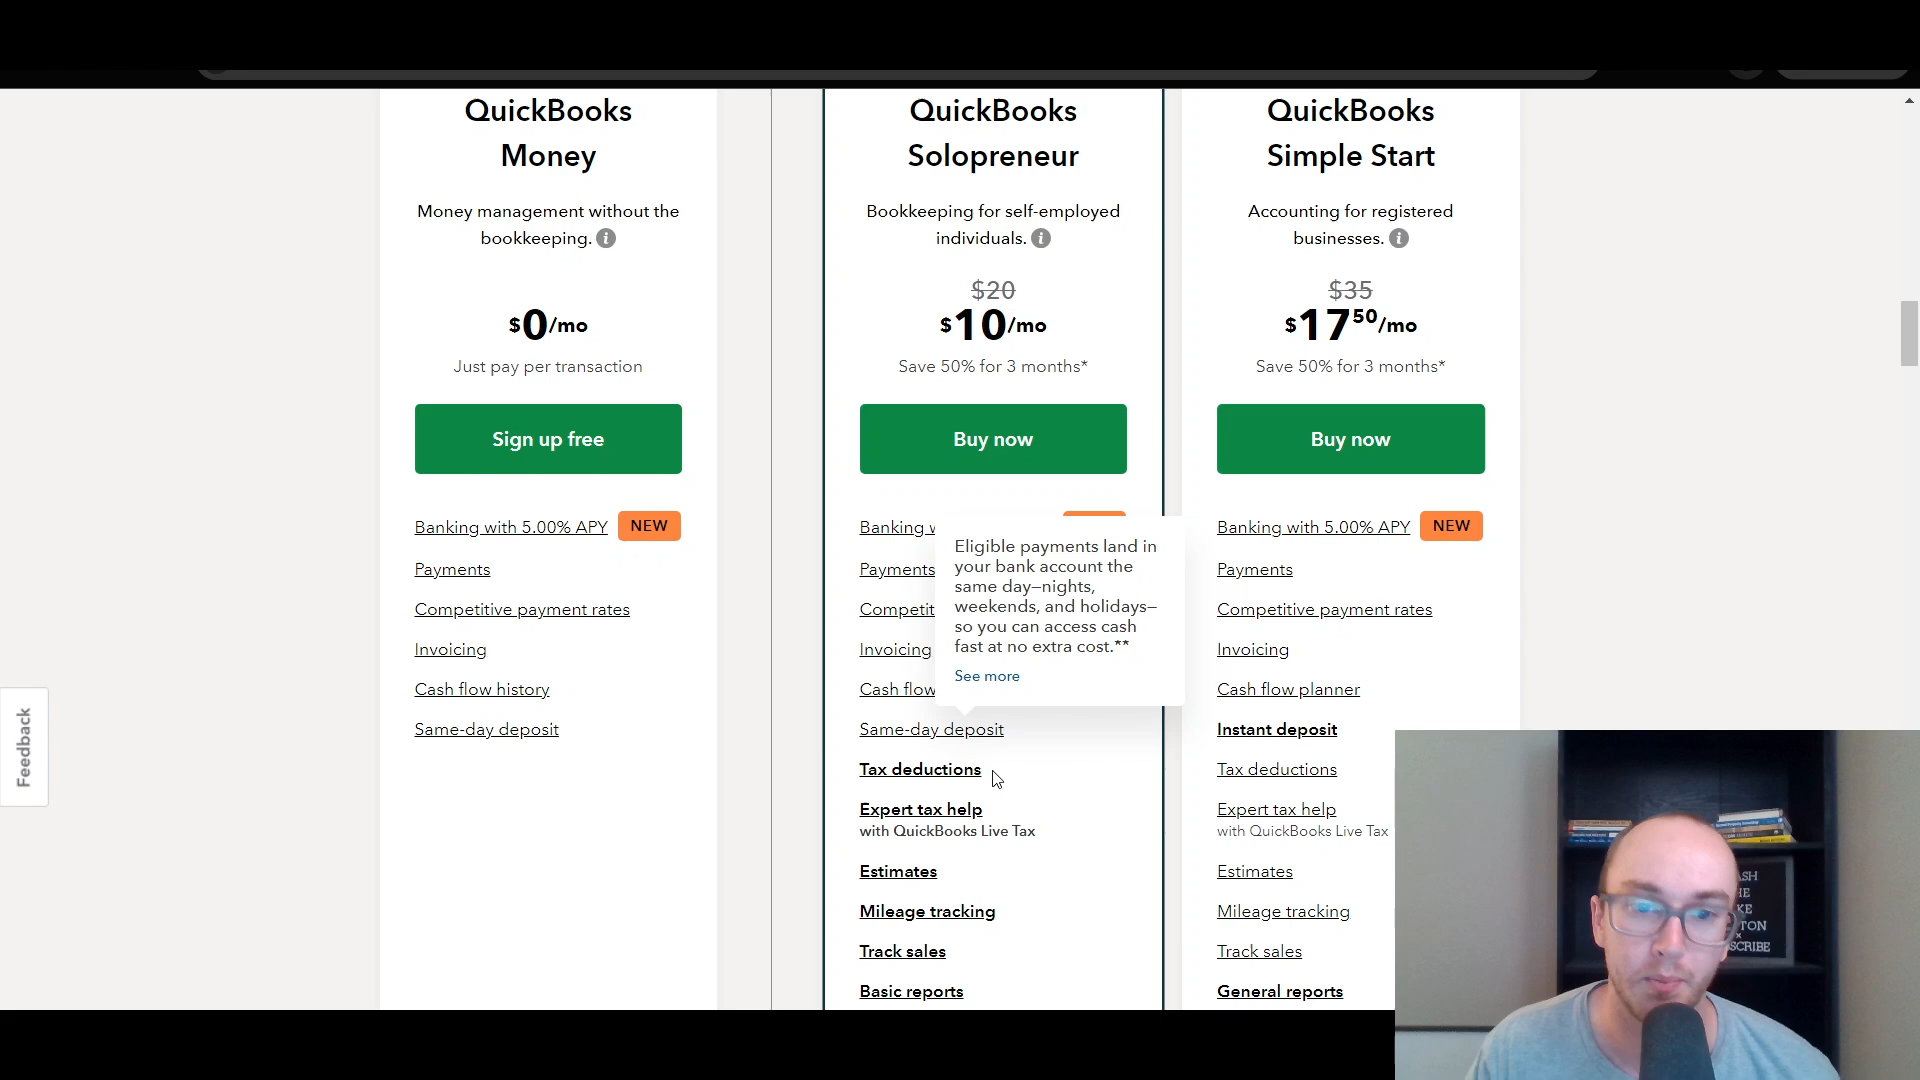 QuickBooks
Money
Money management without the
bookkeeping. i
$0/mo
Just pay per transaction
Sign up free
Banking with 5.00% APY NEW
Payments
Competitive payment rates
Invoicing
Cash flow history
Same-day deposit
QuickBooks
Solopreneur
Bookkeeping for self-employed
individuals. i
$20
$10/mo
Save 50% for 3 months*
Buy now
Banking
Payments
Invoicing
Cash flow
Eligible payments land in
your bank account the
same day—nights,
weekends, and holidays—
so you can access cash
fast at no extra cost.**
See more
Same-day deposit
Tax deductions
Expert tax help
with QuickBooks Live Tax
Estimates
Mileage tracking
Track sales
Basic reports
QuickBooks
Simple Start
Accounting for registered
businesses. i
$35
$1750/mo
Save 50% for 3 months*
Buy now
Banking with 5.00% APY NEW
Payments
Competitive payment rates
Invoicing
Cash flow planner
Instant deposit
Tax deductions
Expert tax help
with QuickBooks Live Tax
Estimates
Mileage tracking
Track sales
General reports
Feedback